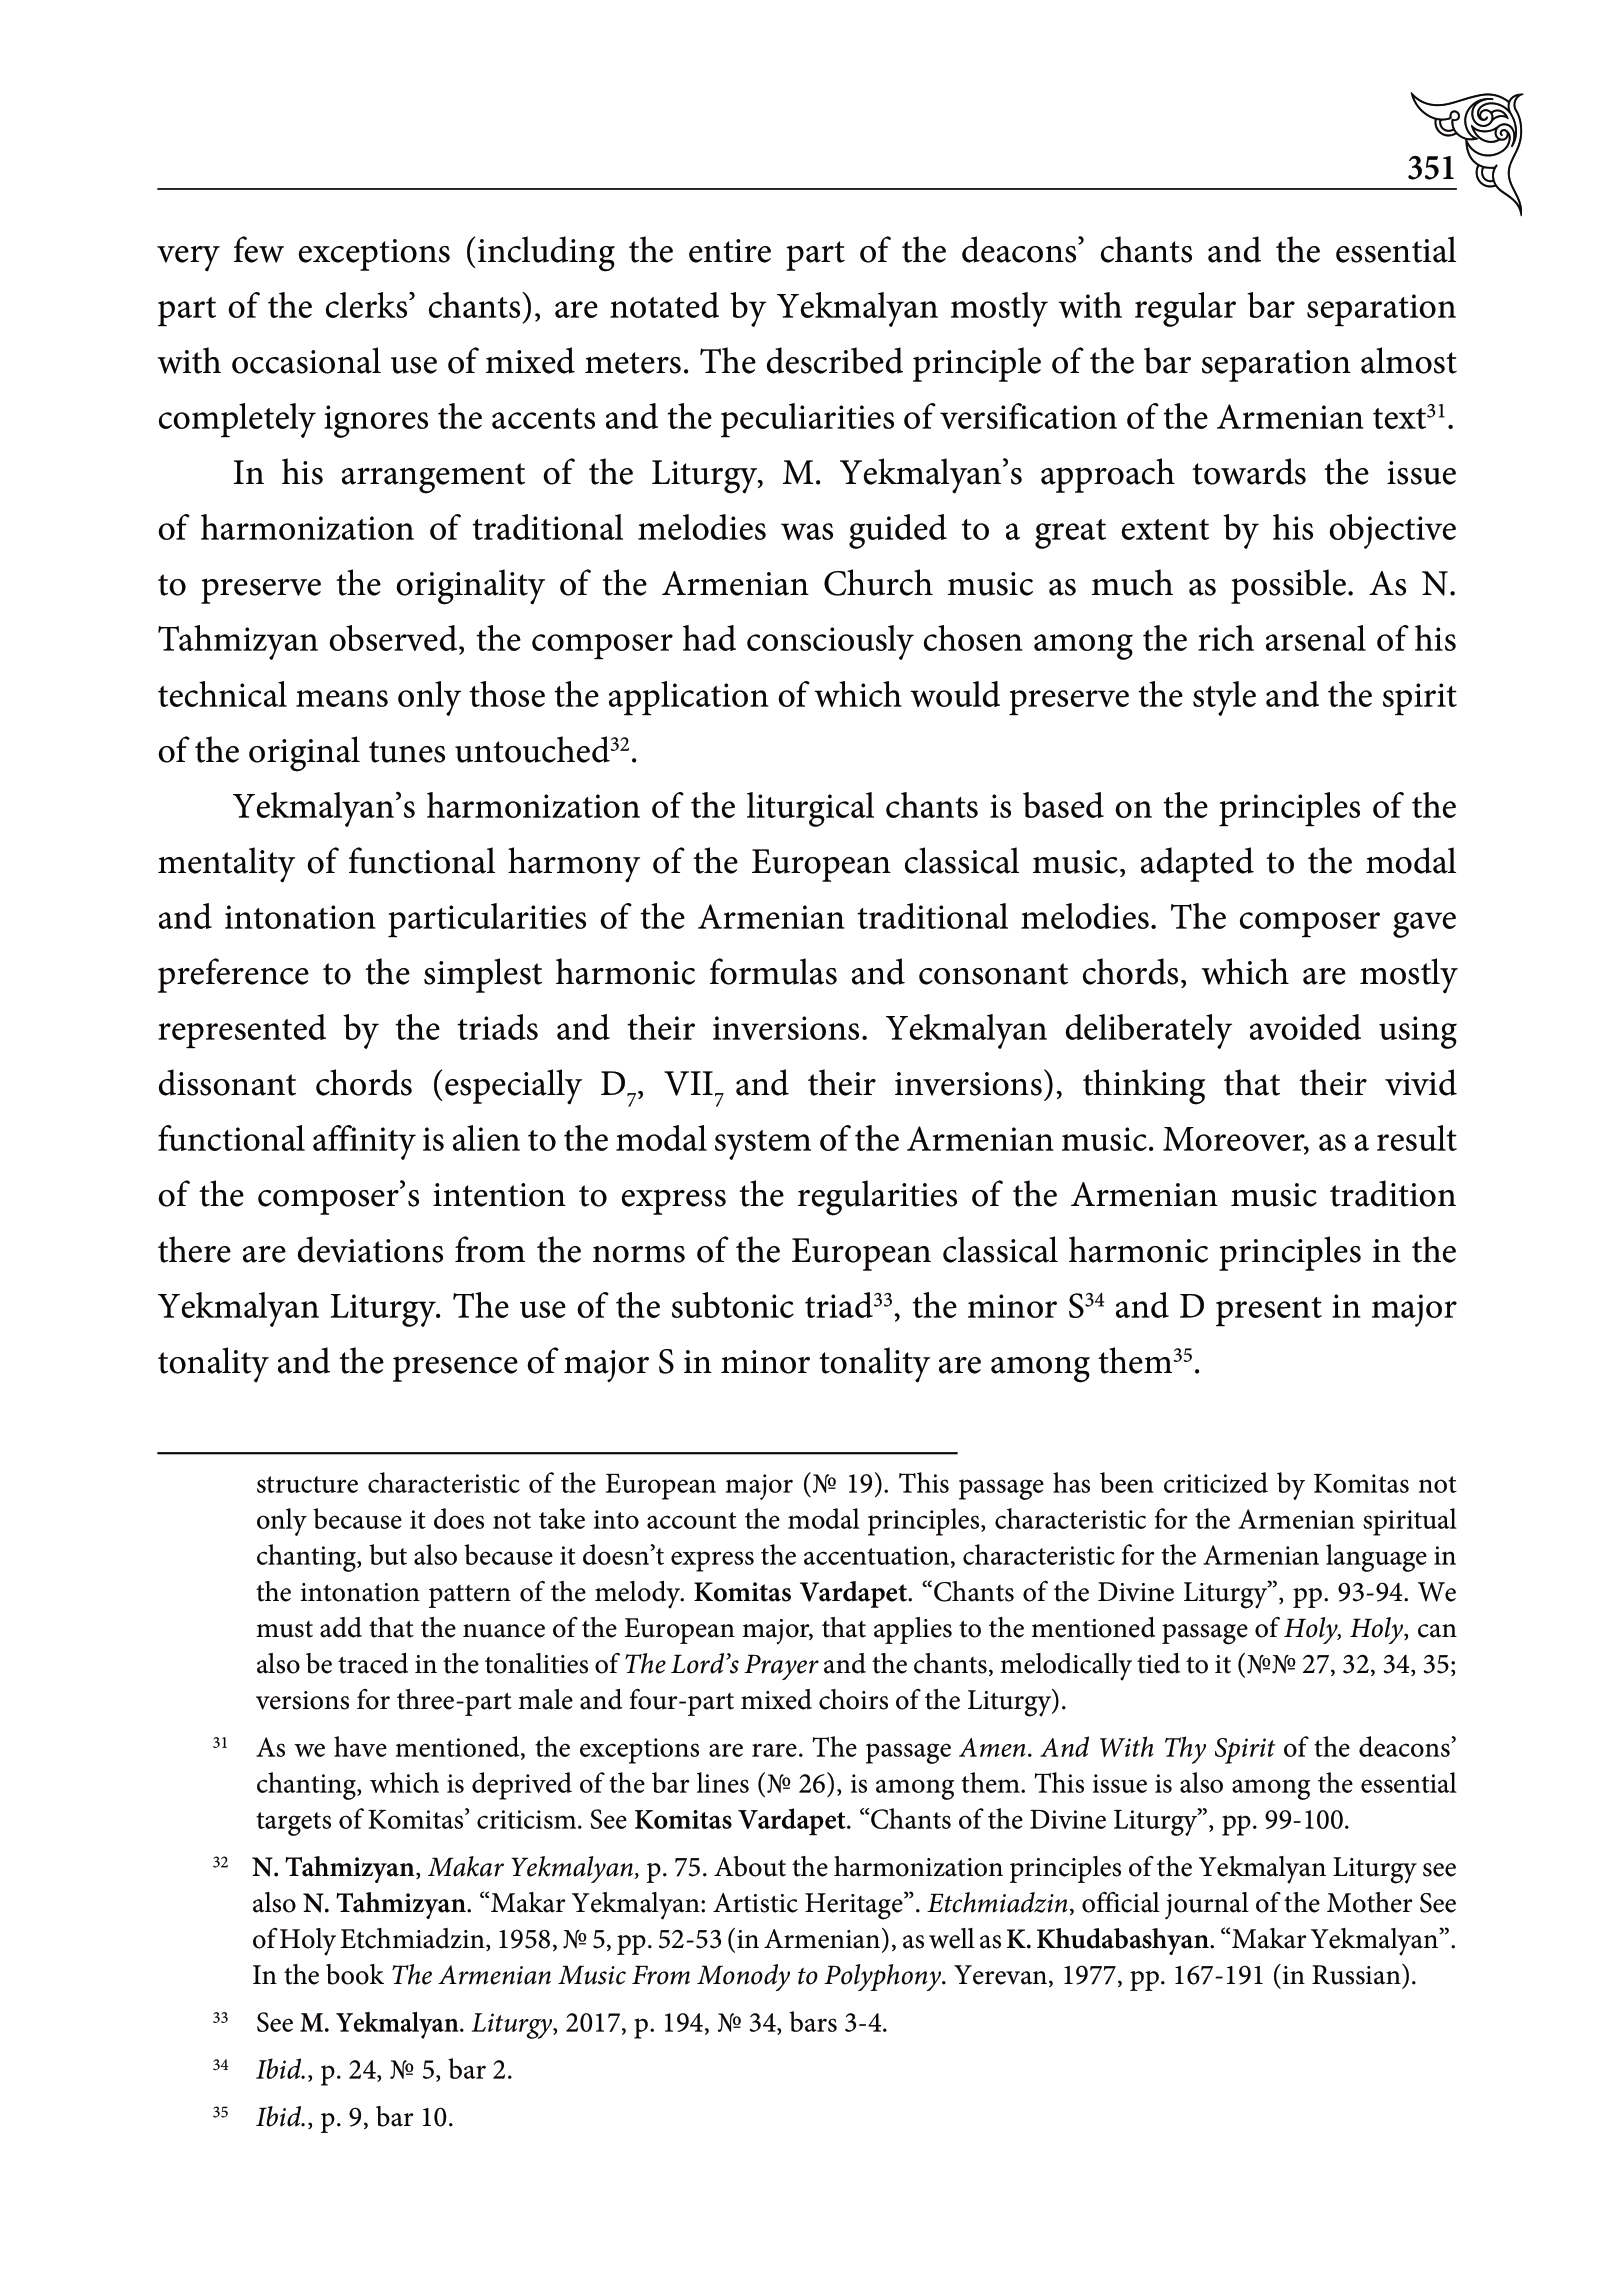 351
very few exceptions (including the entire part of the deacons’ chants and the essential
part of the clerks’ chants), are notated by Yekmalyan mostly with regular bar separation
with occasional use of mixed meters. The described principle of the bar separation almost
completely ignores the accents and the peculiarities of versification of the Armenian text³¹.
In his arrangement of the Liturgy, M. Yekmalyan’s approach towards the issue
of harmonization of traditional melodies was guided to a great extent by his objective
to preserve the originality of the Armenian Church music as much as possible. As N.
Tahmizyan observed, the composer had consciously chosen among the rich arsenal of his
technical means only those the application of which would preserve the style and the spirit
of the original tunes untouched³².
Yekmalyan’s harmonization of the liturgical chants is based on the principles of the
mentality of functional harmony of the European classical music, adapted to the modal
and intonation particularities of the Armenian traditional melodies. The composer gave
preference to the simplest harmonic formulas and consonant chords, which are mostly
represented by the triads and their inversions. Yekmalyan deliberately avoided using
dissonant chords (especially D₇, VII₇ and their inversions), thinking that their vivid
functional affinity is alien to the modal system of the Armenian music. Moreover, as a result
of the composer’s intention to express the regularities of the Armenian music tradition
there are deviations from the norms of the European classical harmonic principles in the
Yekmalyan Liturgy. The use of the subtonic triad³³, the minor S³⁴ and D present in major
tonality and the presence of major S in minor tonality are among them³⁵.
structure characteristic of the European major (№ 19). This passage has been criticized by Komitas not
only because it does not take into account the modal principles, characteristic for the Armenian spiritual
chanting, but also because it doesn’t express the accentuation, characteristic for the Armenian language in
the intonation pattern of the melody. Komitas Vardapet. “Chants of the Divine Liturgy”, pp. 93-94. We
must add that the nuance of the European major, that applies to the mentioned passage of Holy, Holy, can
also be traced in the tonalities of The Lord’s Prayer and the chants, melodically tied to it (№№ 27, 32, 34, 35;
versions for three-part male and four-part mixed choirs of the Liturgy).
³¹ As we have mentioned, the exceptions are rare. The passage Amen. And With Thy Spirit of the deacons’
chanting, which is deprived of the bar lines (№ 26), is among them. This issue is also among the essential
targets of Komitas’ criticism. See Komitas Vardapet. “Chants of the Divine Liturgy”, pp. 99-100.
³² N. Tahmizyan, Makar Yekmalyan, p. 75. About the harmonization principles of the Yekmalyan Liturgy see
also N. Tahmizyan. “Makar Yekmalyan: Artistic Heritage”. Etchmiadzin, official journal of the Mother See
of Holy Etchmiadzin, 1958, № 5, pp. 52-53 (in Armenian), as well as K. Khudabashyan. “Makar Yekmalyan”.
In the book The Armenian Music From Monody to Polyphony. Yerevan, 1977, pp. 167-191 (in Russian).
³³ See M. Yekmalyan. Liturgy, 2017, p. 194, № 34, bars 3-4.
³⁴ Ibid., p. 24, № 5, bar 2.
³⁵ Ibid., p. 9, bar 10.